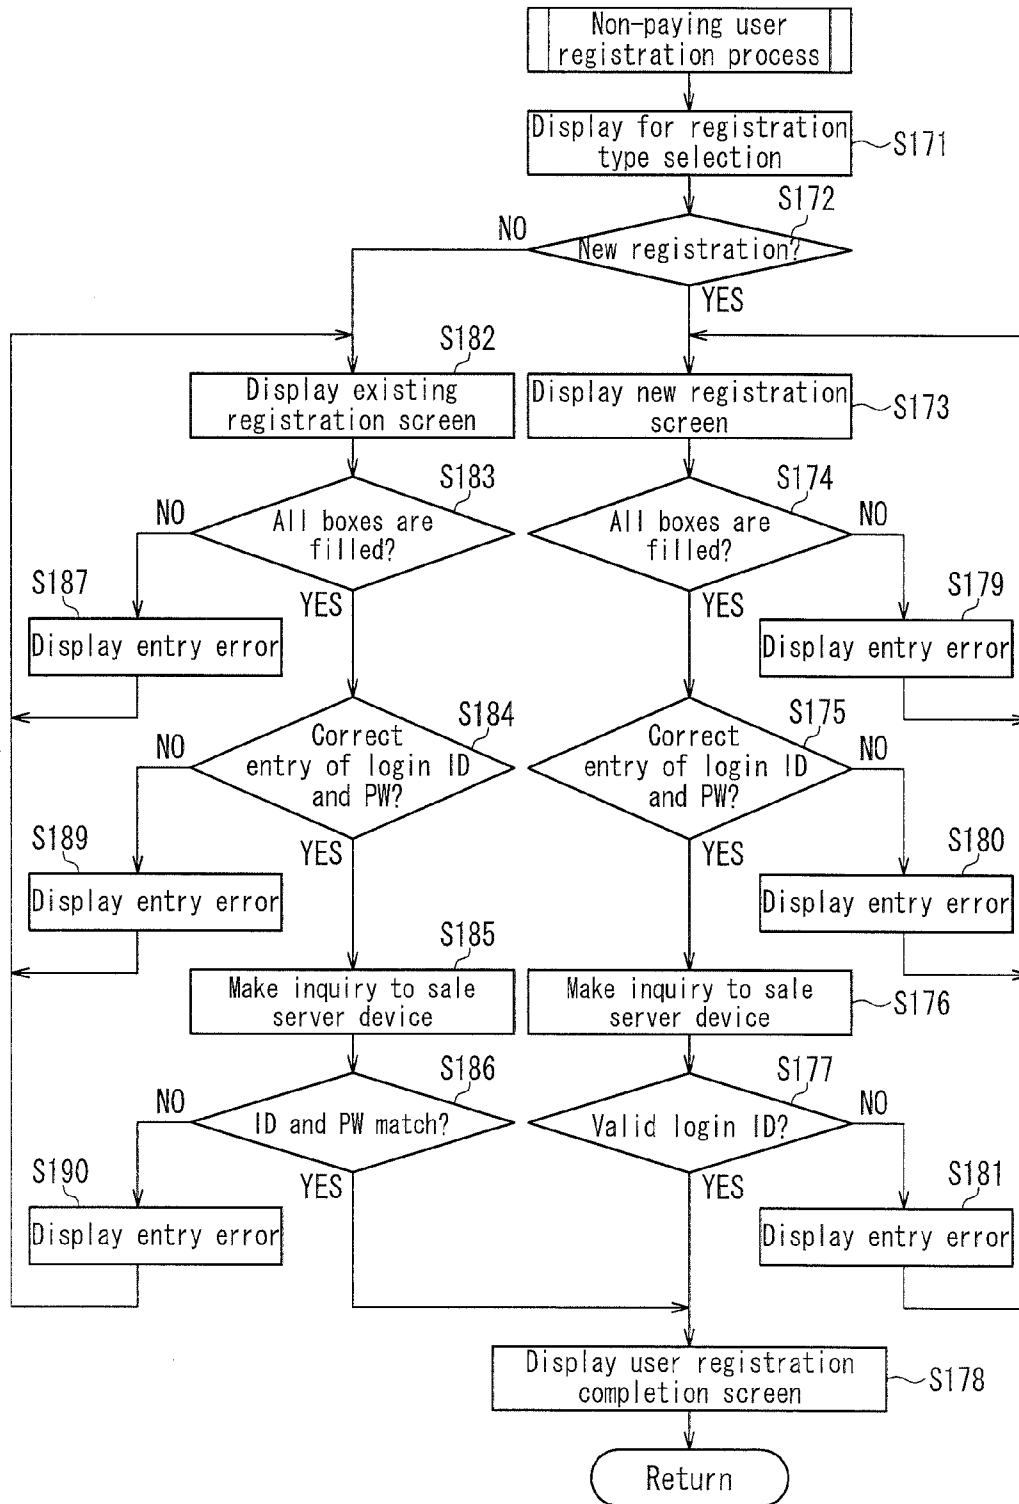 Non-paying user
registration process
Display for registration
type selection
S171
S172
New registration?
NO
YES
S182
Display existing
registration screen
Display new registration
screen
S173
S183
All boxes are
filled?
NO
YES
S174
All boxes are
filled?
NO
YES
S187
Display entry error
S179
Display entry error
S184
Correct
entry of login ID
and PW?
NO
YES
S175
Correct
entry of login ID
and PW?
NO
YES
S189
Display entry error
S180
Display entry error
S185
Make inquiry to sale
server device
Make inquiry to sale
server device
S176
S186
ID and PW match?
NO
YES
S177
Valid login ID?
NO
YES
S190
Display entry error
S181
Display entry error
Display user registration
completion screen
S178
Return